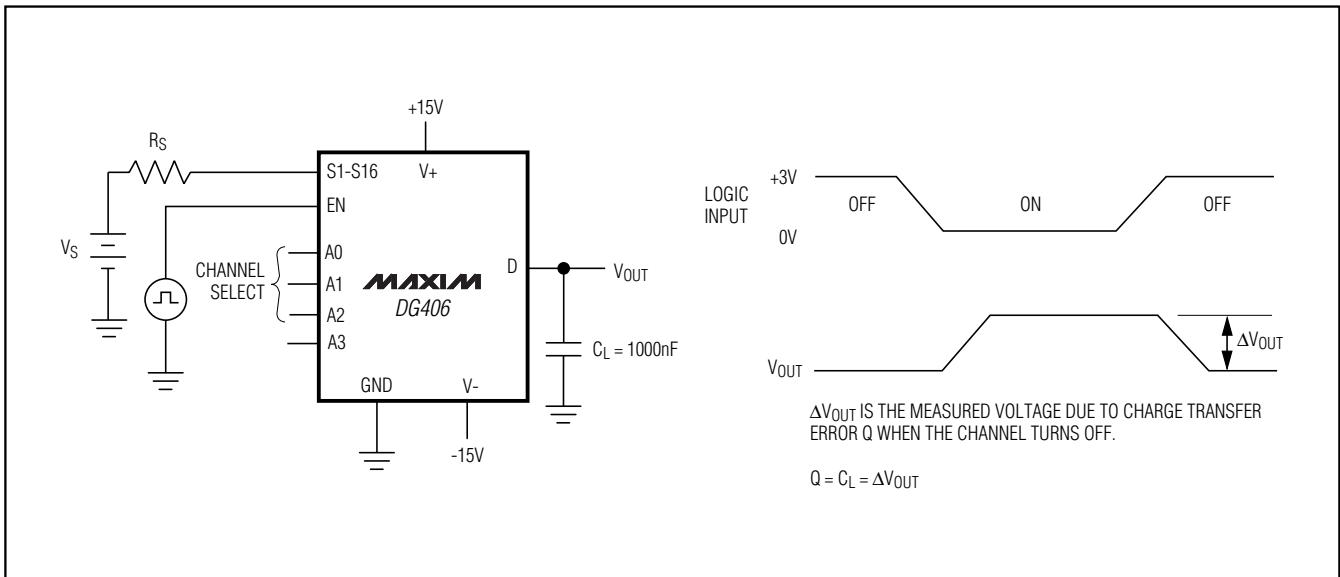 +15V
RS
S1-S16
V+
EN
VS
CHANNEL
SELECT
A0
A1
A2
A3
MAXIM
DG406
D
VOUT
CL = 1000nF
GND
V-
-15V
LOGIC
INPUT
+3V
0V
OFF
ON
OFF
VOUT
ΔVOUT
ΔVOUT IS THE MEASURED VOLTAGE DUE TO CHARGE TRANSFER
ERROR Q WHEN THE CHANNEL TURNS OFF.
Q = CL = ΔVOUT